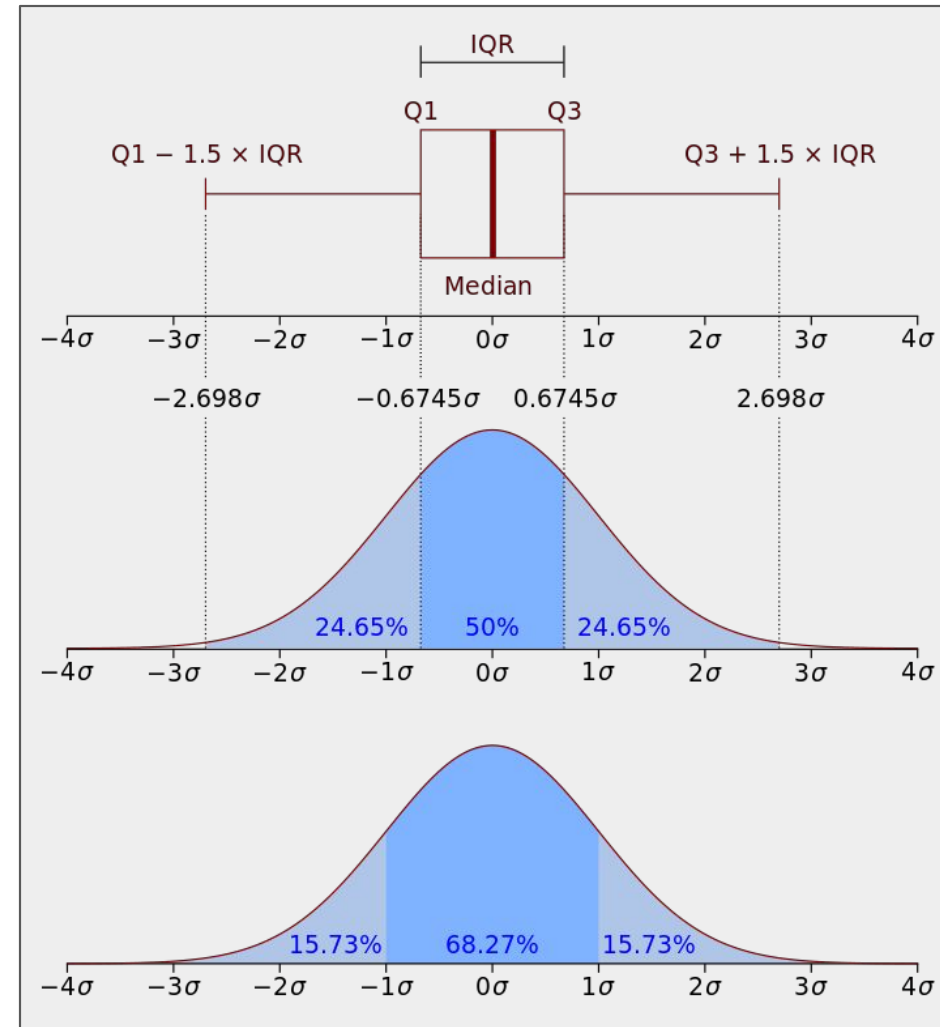 IQR
Q1 Q3
Q1 − 1.5 × IQR Q3 + 1.5 × IQR
Median
−4σ −3σ −2σ −1σ 0σ 1σ 2σ 3σ 4σ
−2.698σ −0.6745σ 0.6745σ 2.698σ
24.65% 50% 24.65%
−4σ −3σ −2σ −1σ 0σ 1σ 2σ 3σ 4σ
15.73% 68.27% 15.73%
−4σ −3σ −2σ −1σ 0σ 1σ 2σ 3σ 4σ